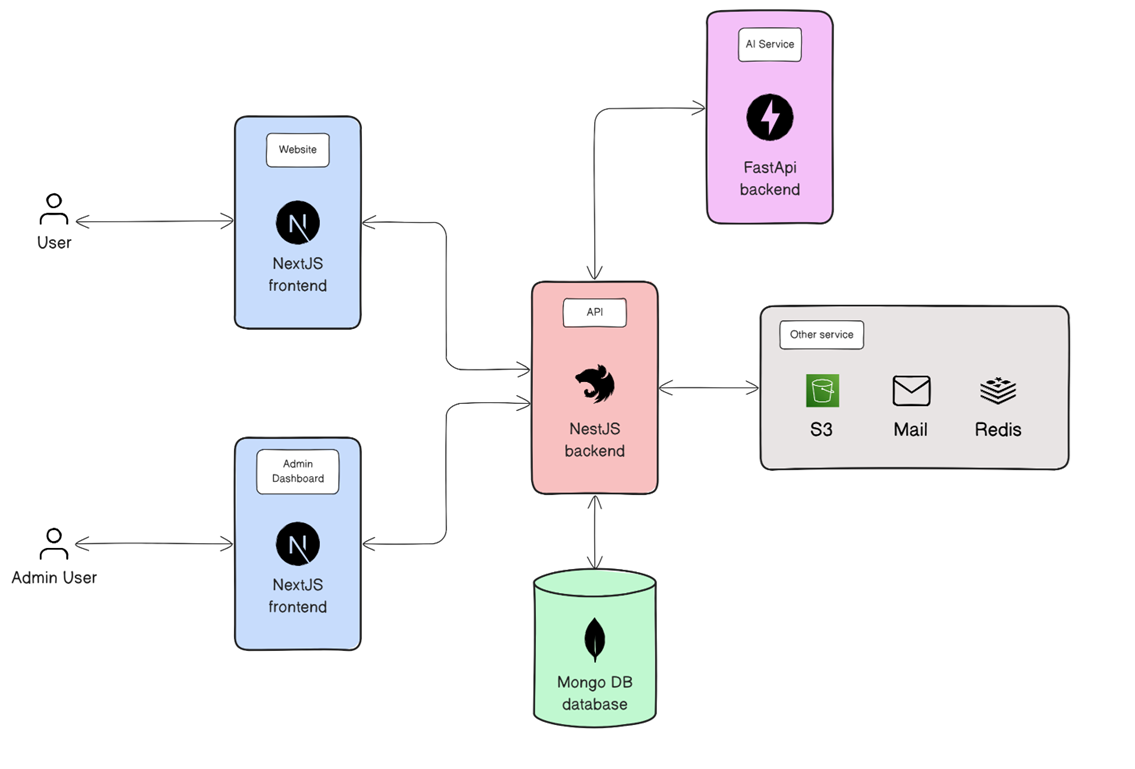 AI Service
FastApi
backend
Website
NextJS
frontend
User
API
NestJS
backend
Other service
S3
Mail
Redis
Admin
Dashboard
NextJS
frontend
Admin User
Mongo DB
database